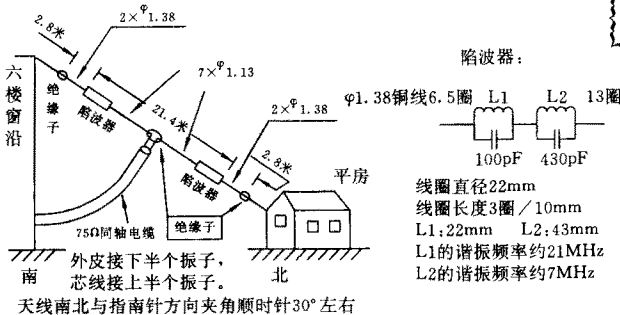 2.8米
2×φ1.38
六楼窗沿
绝缘子
陷波器
7×φ1.13
21.4米
2×φ1.38
陷波器
2.8米
平房
75Ω同轴电缆
绝缘子
南
外皮接下半个振子，
芯线接上半个振子。
北
天线南北与指南针方向夹角顺时针30°左右
陷波器：
φ1.38铜线6.5圈 L1 L2 13圈
100pF 430pF
线圈直径22mm
线圈长度3圈/10mm
L1:22mm L2:43mm
L1的谐振频率约21MHz
L2的谐振频率约7MHz